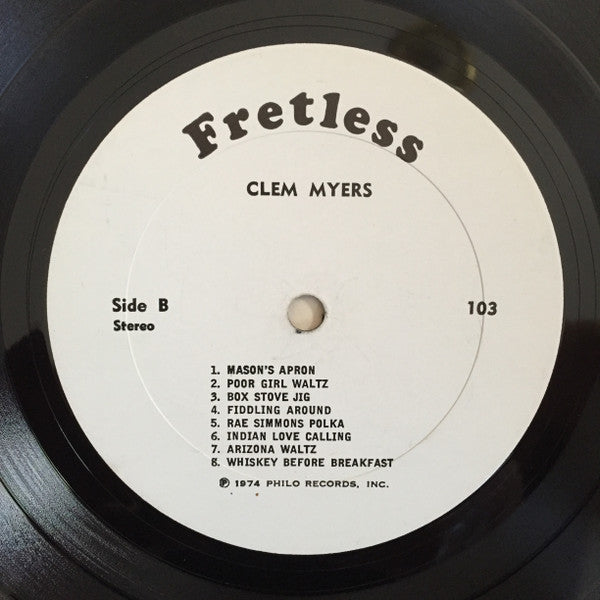 Fretless
CLEM MYERS
Side B
Stereo
103
1. MASON'S APRON
2. POOR GIRL WALTZ
3. BOX STOVE JIG
4. FIDDLING AROUND
5. RAE SIMMONS POLKA
6. INDIAN LOVE CALLING
7. ARIZONA WALTZ
8. WHISKEY BEFORE BREAKFAST
℗ 1974 PHILO RECORDS, INC.